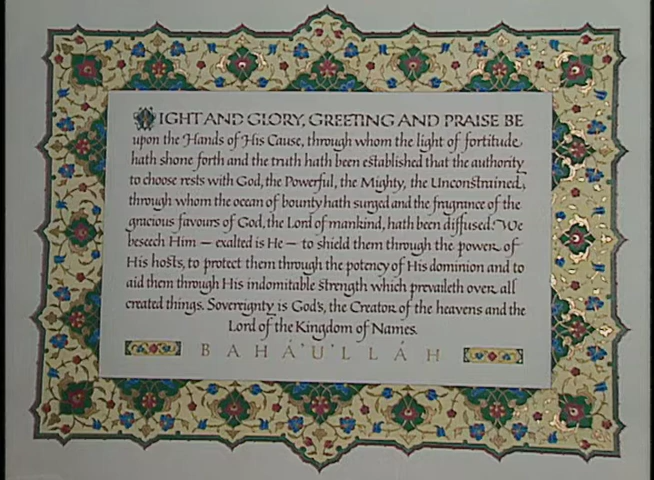 LIGHT AND GLORY, GREETING AND PRAISE BE
upon the Hands of His Cause, through whom the light of fortitude
hath shone forth and the truth hath been established that the authority
to choose rests with God, the Powerful, the Mighty, the Unconstrained,
through whom the ocean of bounty hath surged and the fragrance of the
gracious favours of God, the Lord of mankind, hath been diffused. We
beseech Him — exalted is He — to shield them through the power of
His hosts, to protect them through the potency of His dominion and to
aid them through His indomitable strength which prevaileth over all
created things. Sovereignty is God's, the Creator of the heavens and the
Lord of the Kingdom of Names.
BAHÁ'U'LLÁH